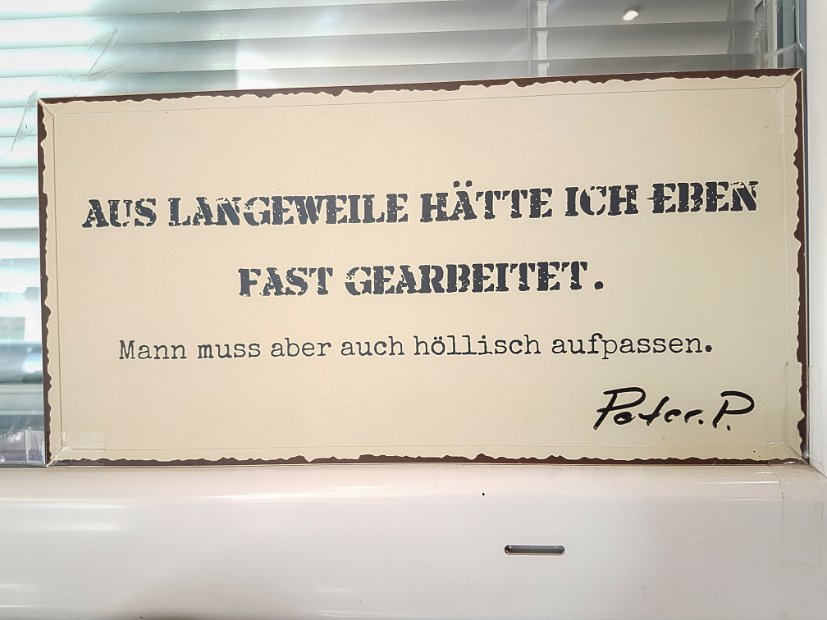 AUS LANGEWEILE HÄTTE ICH EBEN
FAST GEARBEITET.
Mann muss aber auch höllisch aufpassen.
Peter. P.